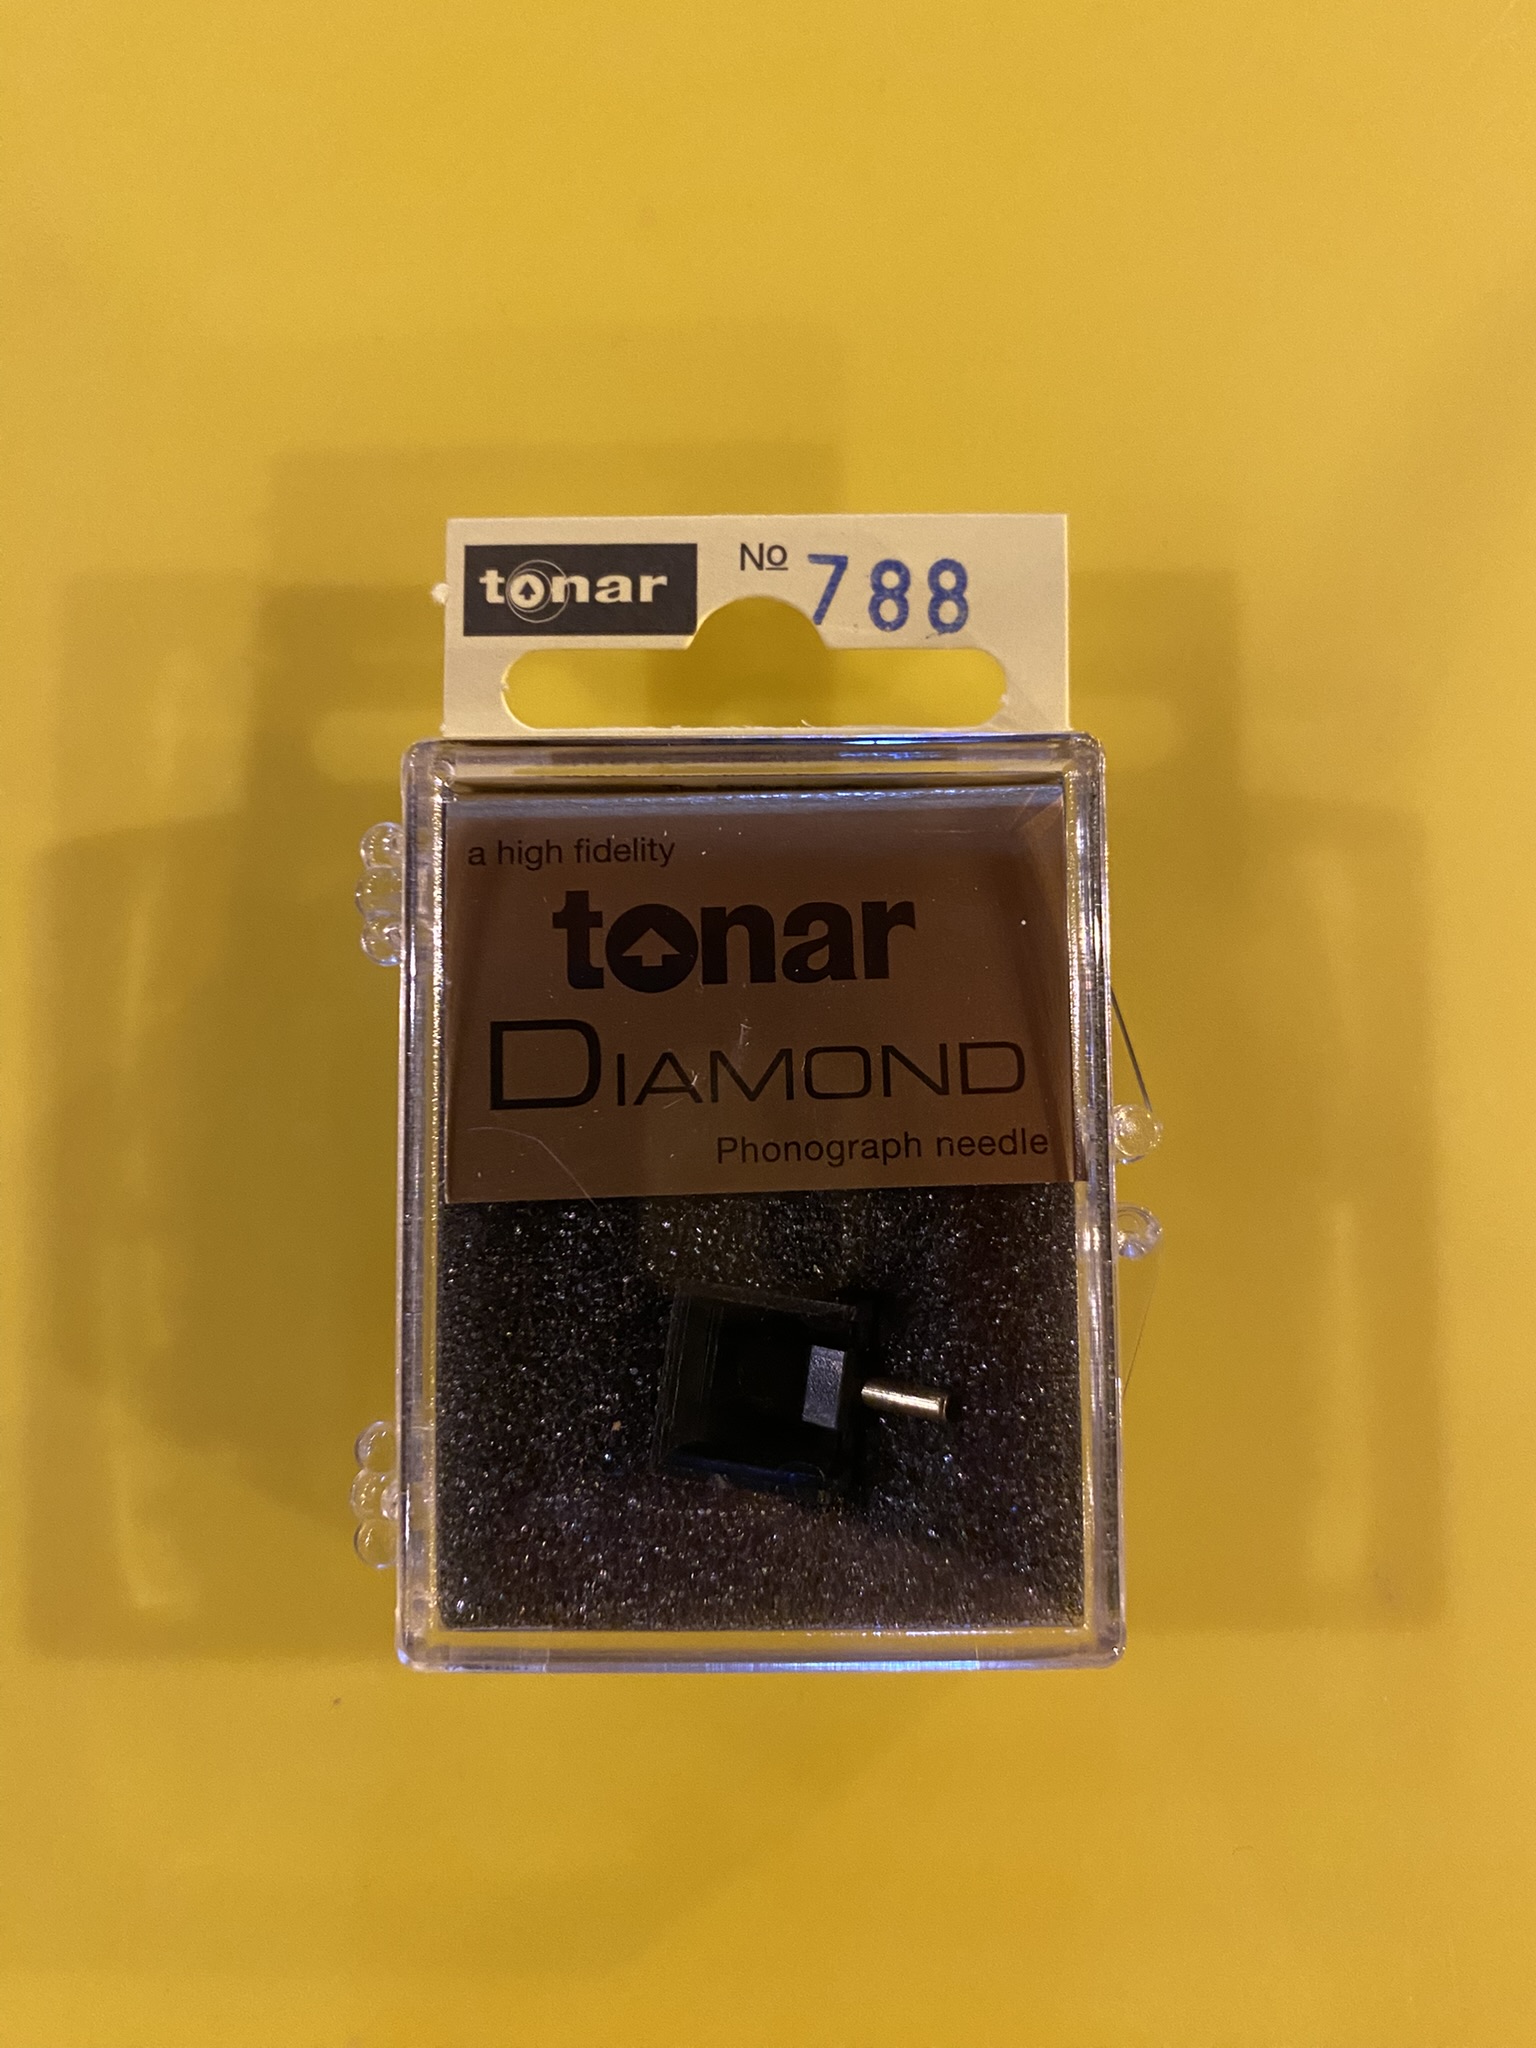 tonar
Nº 788
a high fidelity
tonar
DIAMOND
Phonograph needle